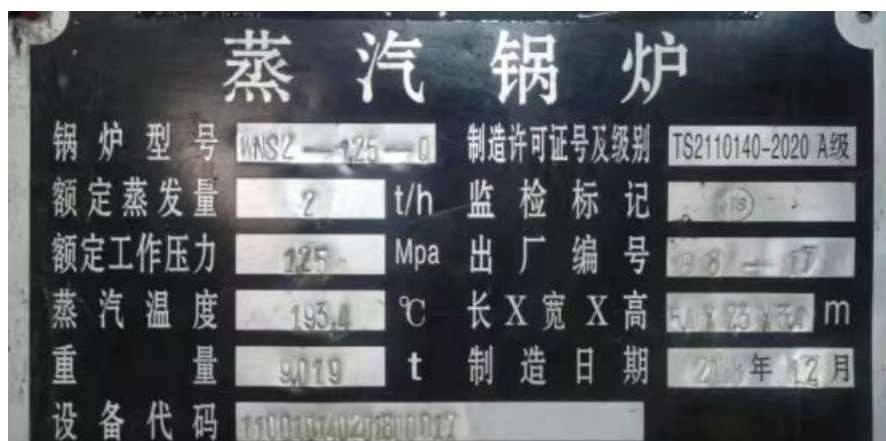 蒸汽锅炉
锅炉型号 WNS2—1.25—Q 制造许可证号及级别 TS2110140-2020 A级
额定蒸发量 2 t/h 监检标记 TS
额定工作压力 1.25 Mpa 出厂编号
蒸汽温度 193.4 ℃ 长X宽X高 m
重量 9.019 t 制造日期 年 12月
设备代码